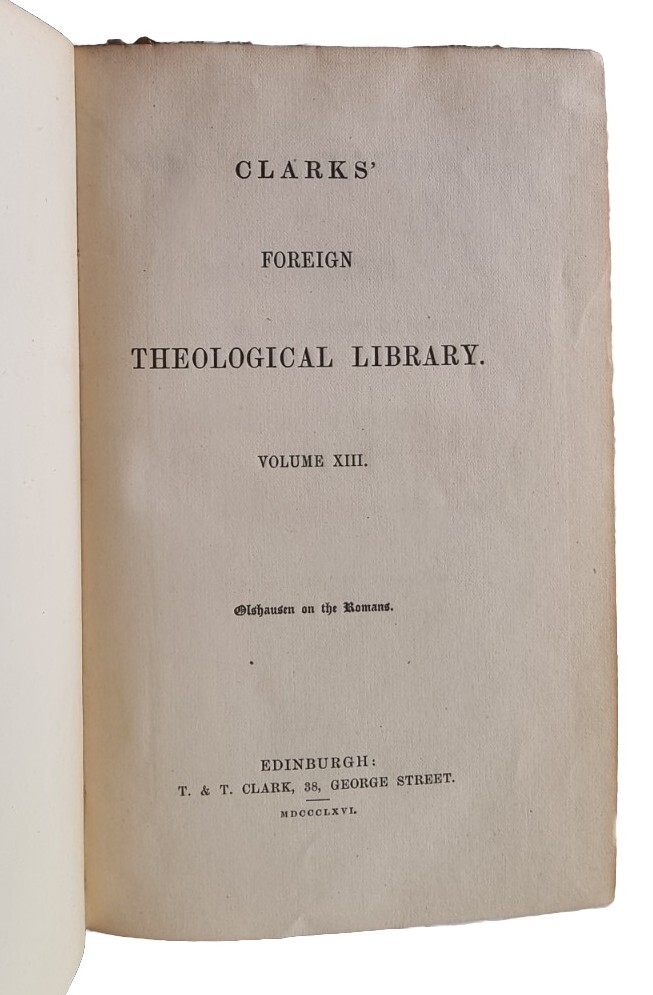 CLARKS'
FOREIGN
THEOLOGICAL LIBRARY.
VOLUME XIII.
Olshausen on the Romans.
EDINBURGH:
T. & T. CLARK, 38, GEORGE STREET.
MDCCCLXVI.